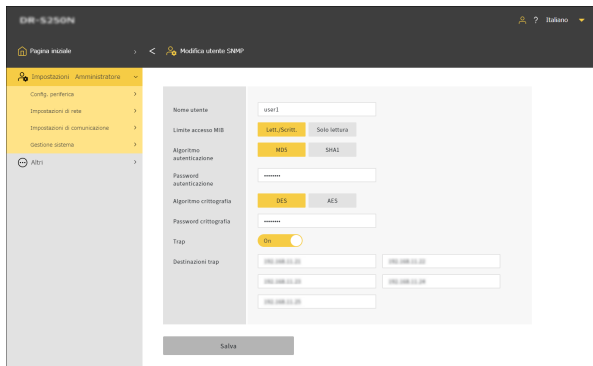 DR-S250N
? Italiano
Pagina iniziale
Modifica utente SNMP
Impostazioni Amministratore
Config. periferica
Impostazioni di rete
Impostazioni di comunicazione
Gestione sistema
Altri
Nome utente
user1
Limite accesso MIB
Lett./Scritt. Solo lettura
Algoritmo
autenticazione
MD5 SHA1
Password
autenticazione
••••••••
Algoritmo crittografia
DES AES
Password crittografia
••••••••
Trap
On
Destinazioni trap
Salva